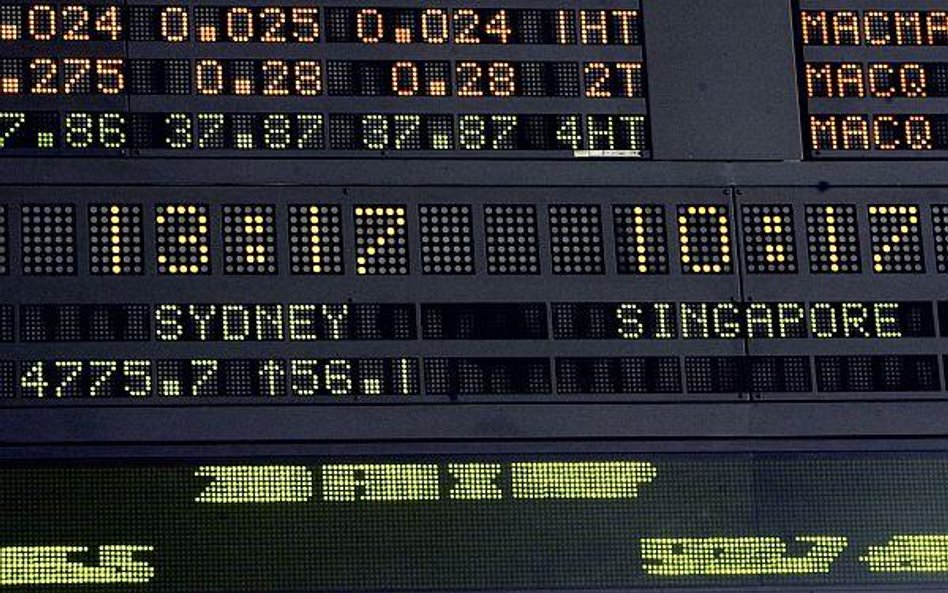 .024 0.025 0.024 1HT MACMA
.275 0.28 0.28 2T MACQ
7.86 37.87 37.87 4HT MACQ
13:17 10:17
SYDNEY SINGAPORE
4775.7 ↑56.1